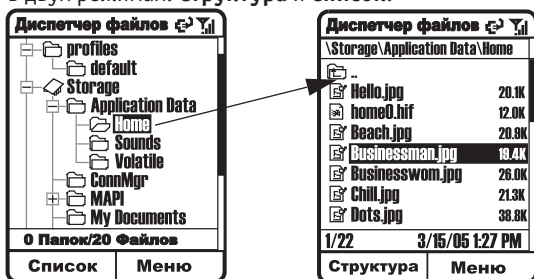 в двух режимах: Структура и Список.
Диспетчер файлов
profiles
default
Storage
Application Data
Home
Sounds
Volatile
ConnMgr
MAPI
My Documents
0 Папок/20 Файлов
Список Меню
Диспетчер файлов
\Storage\Application Data\Home
..
Hello.jpg 20.1K
home0.hif 12.0K
Beach.jpg 20.9K
Businessman.jpg 19.4K
Businesswom.jpg 26.0K
Chill.jpg 21.3K
Dots.jpg 38.8K
1/22 3/15/05 1:27 PM
Структура Меню